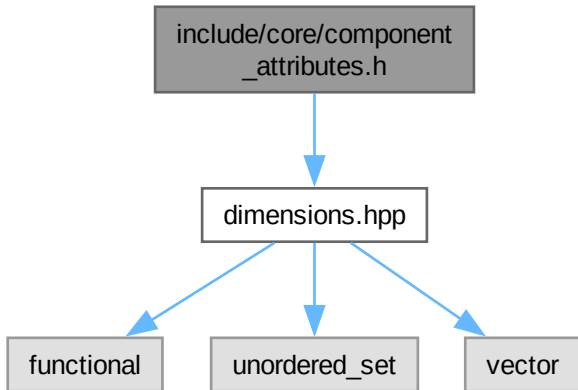 include/core/component
_attributes.h
dimensions.hpp
functional
unordered_set
vector